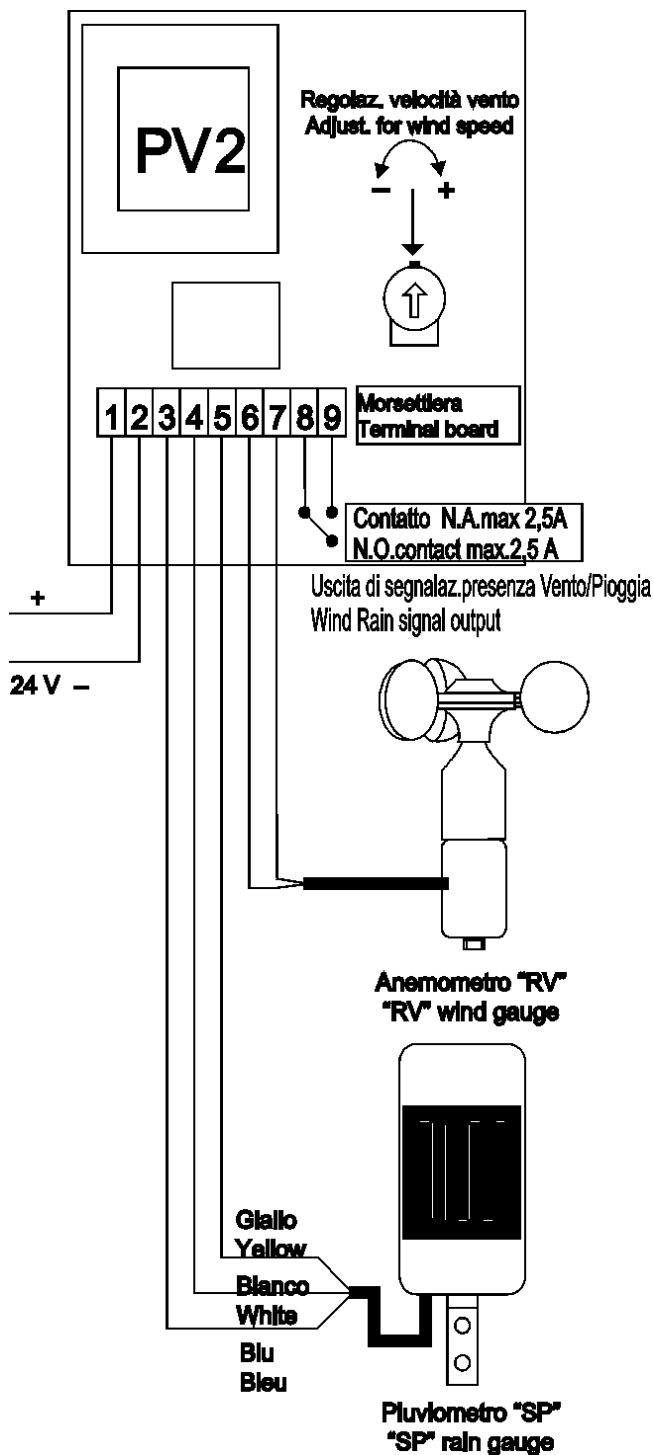 PV2
Regolaz. velocità vento
Adjust. for wind speed
− +
1 2 3 4 5 6 7 8 9
Morsettiera
Terminal board
Contatto N.A.max 2,5A
N.O.contact max.2,5 A
Uscita di segnalaz.presenza Vento/Pioggia
Wind Rain signal output
+
24 V −
Anemometro “RV”
“RV” wind gauge
Giallo
Yellow
Bianco
White
Blu
Bleu
Pluviometro “SP”
“SP” rain gauge